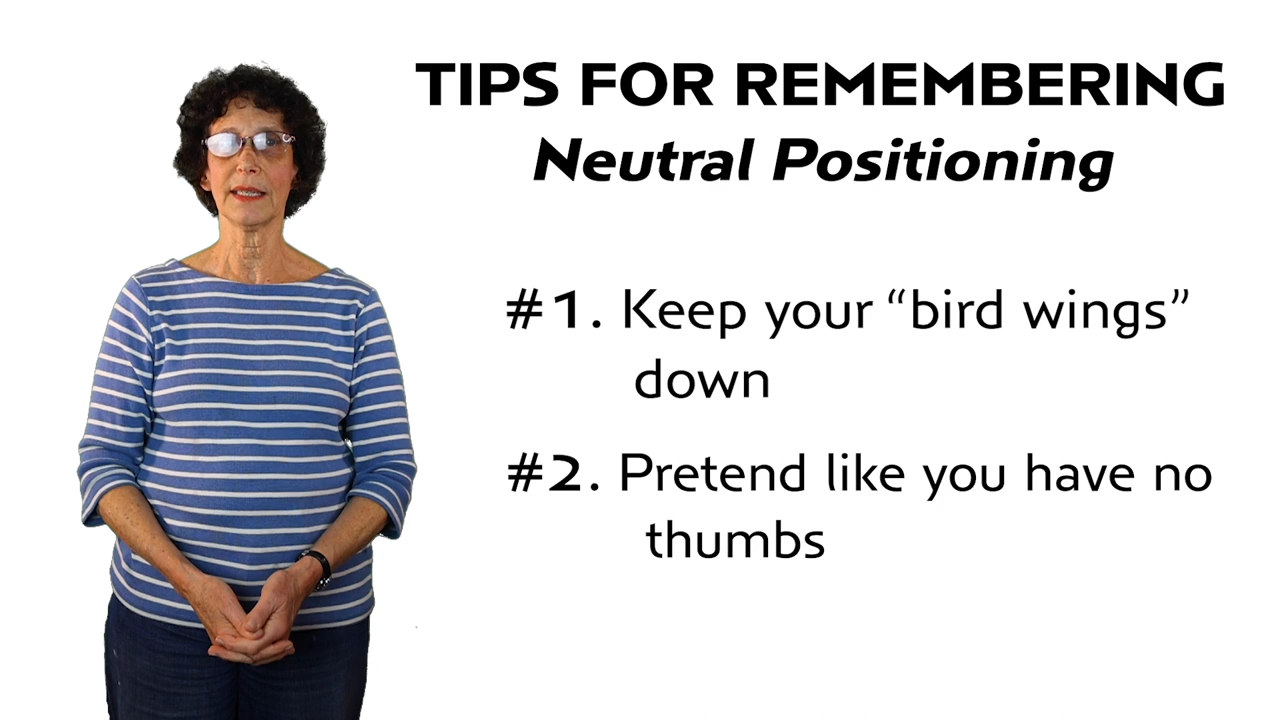 TIPS FOR REMEMBERING
Neutral Positioning
#1. Keep your “bird wings”
down
#2. Pretend like you have no
thumbs